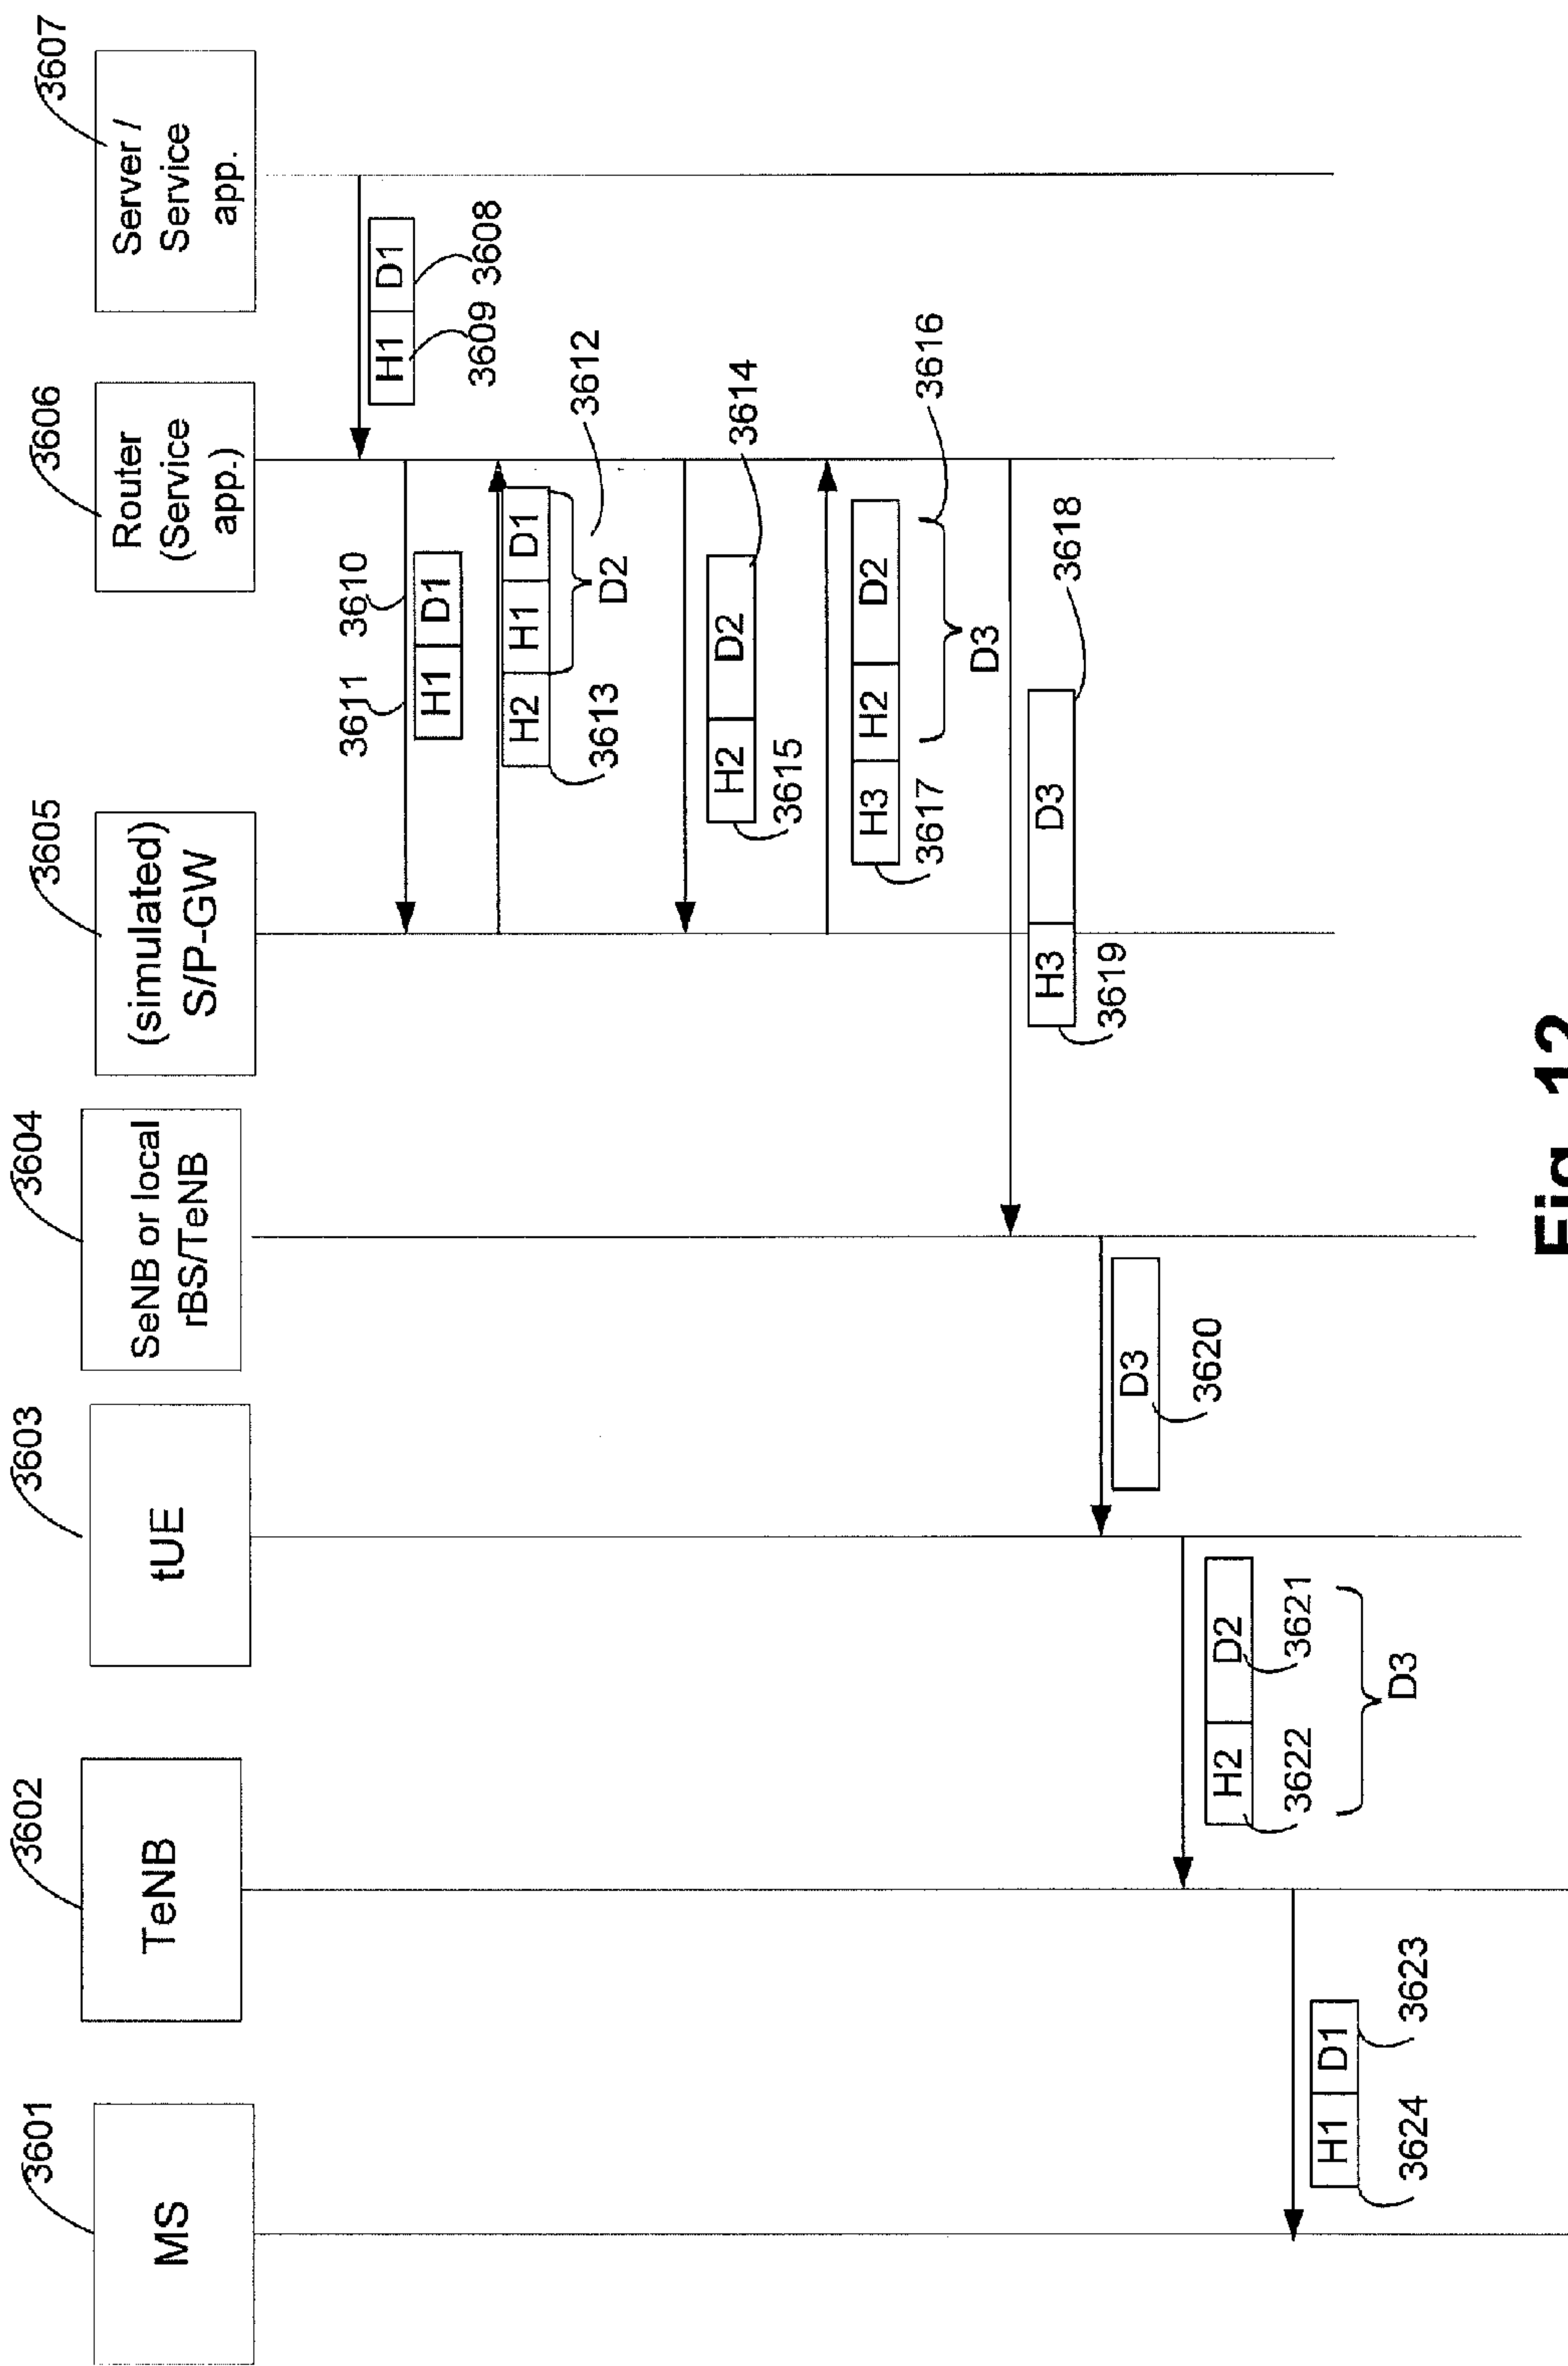 3601
3602
3603
3604
3605
3606
3607
MS
TeNB
tUE
SeNB or local
rBS/TeNB
(simulated)
S/P-GW
Router
(Service
app.)
Server /
Service
app.
H1 D1
3609 3608
3611 3610
H1 D1
H2 H1 D1
3613
D2
3612
H2 D2
3615
3614
H3 H2 D2
3617
D3
3616
H3 D3
3619
3618
D3
3620
H2 D2
3622 3621
D3
H1 D1
3624 3623
Fig. 12